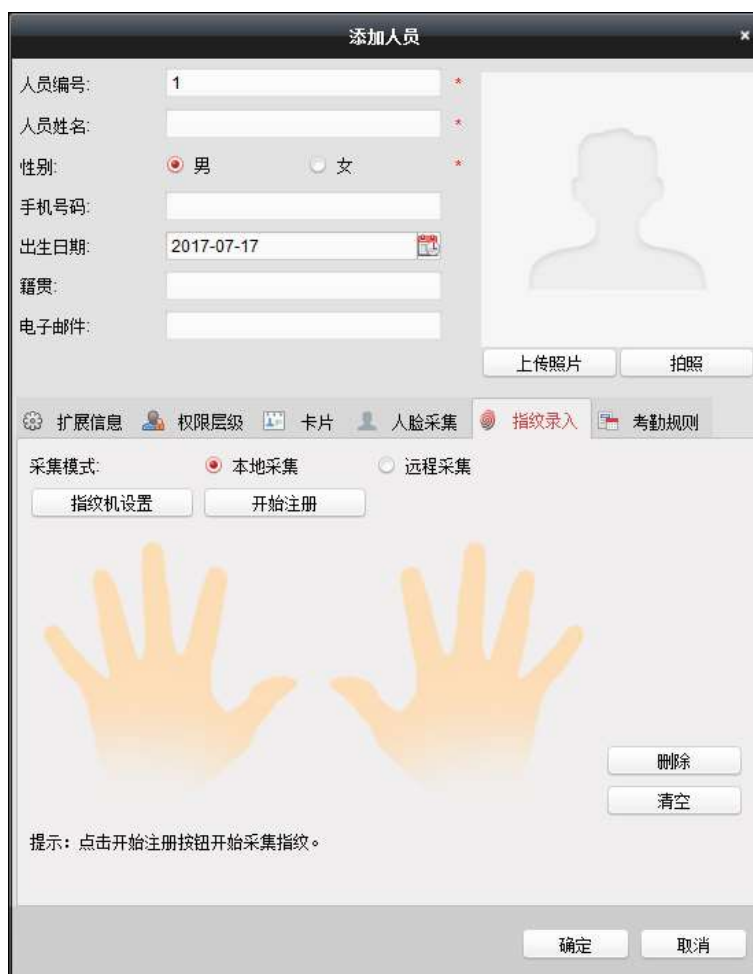 添加人员 ×
人员编号: 1 *
人员姓名: *
性别: 男 女 *
手机号码:
出生日期: 2017-07-17
籍贯:
电子邮件:
上传照片 拍照
扩展信息 权限层级 卡片 人脸采集 指纹录入 考勤规则
采集模式: 本地采集 远程采集
指纹机设置 开始注册
删除
清空
提示：点击开始注册按钮开始采集指纹。
确定 取消